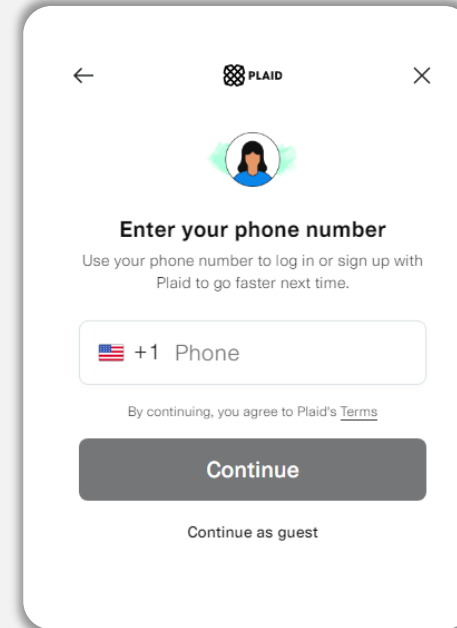 PLAID
Enter your phone number
Use your phone number to log in or sign up with
Plaid to go faster next time.
+1 Phone
By continuing, you agree to Plaid's Terms
Continue
Continue as guest